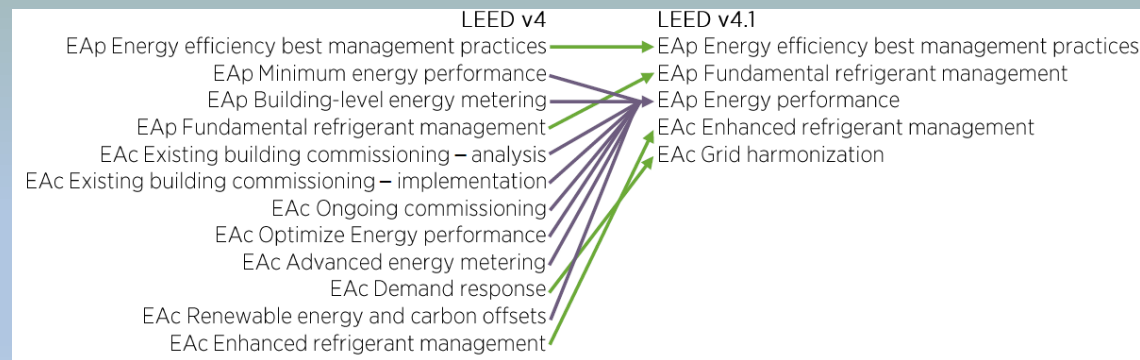 LEED v4
EAp Energy efficiency best management practices
EAp Minimum energy performance
EAp Building-level energy metering
EAp Fundamental refrigerant management
EAc Existing building commissioning – analysis
EAc Existing building commissioning – implementation
EAc Ongoing commissioning
EAc Optimize Energy performance
EAc Advanced energy metering
EAc Demand response
EAc Renewable energy and carbon offsets
EAc Enhanced refrigerant management
LEED v4.1
EAp Energy efficiency best management practices
EAp Fundamental refrigerant management
EAp Energy performance
EAc Enhanced refrigerant management
EAc Grid harmonization